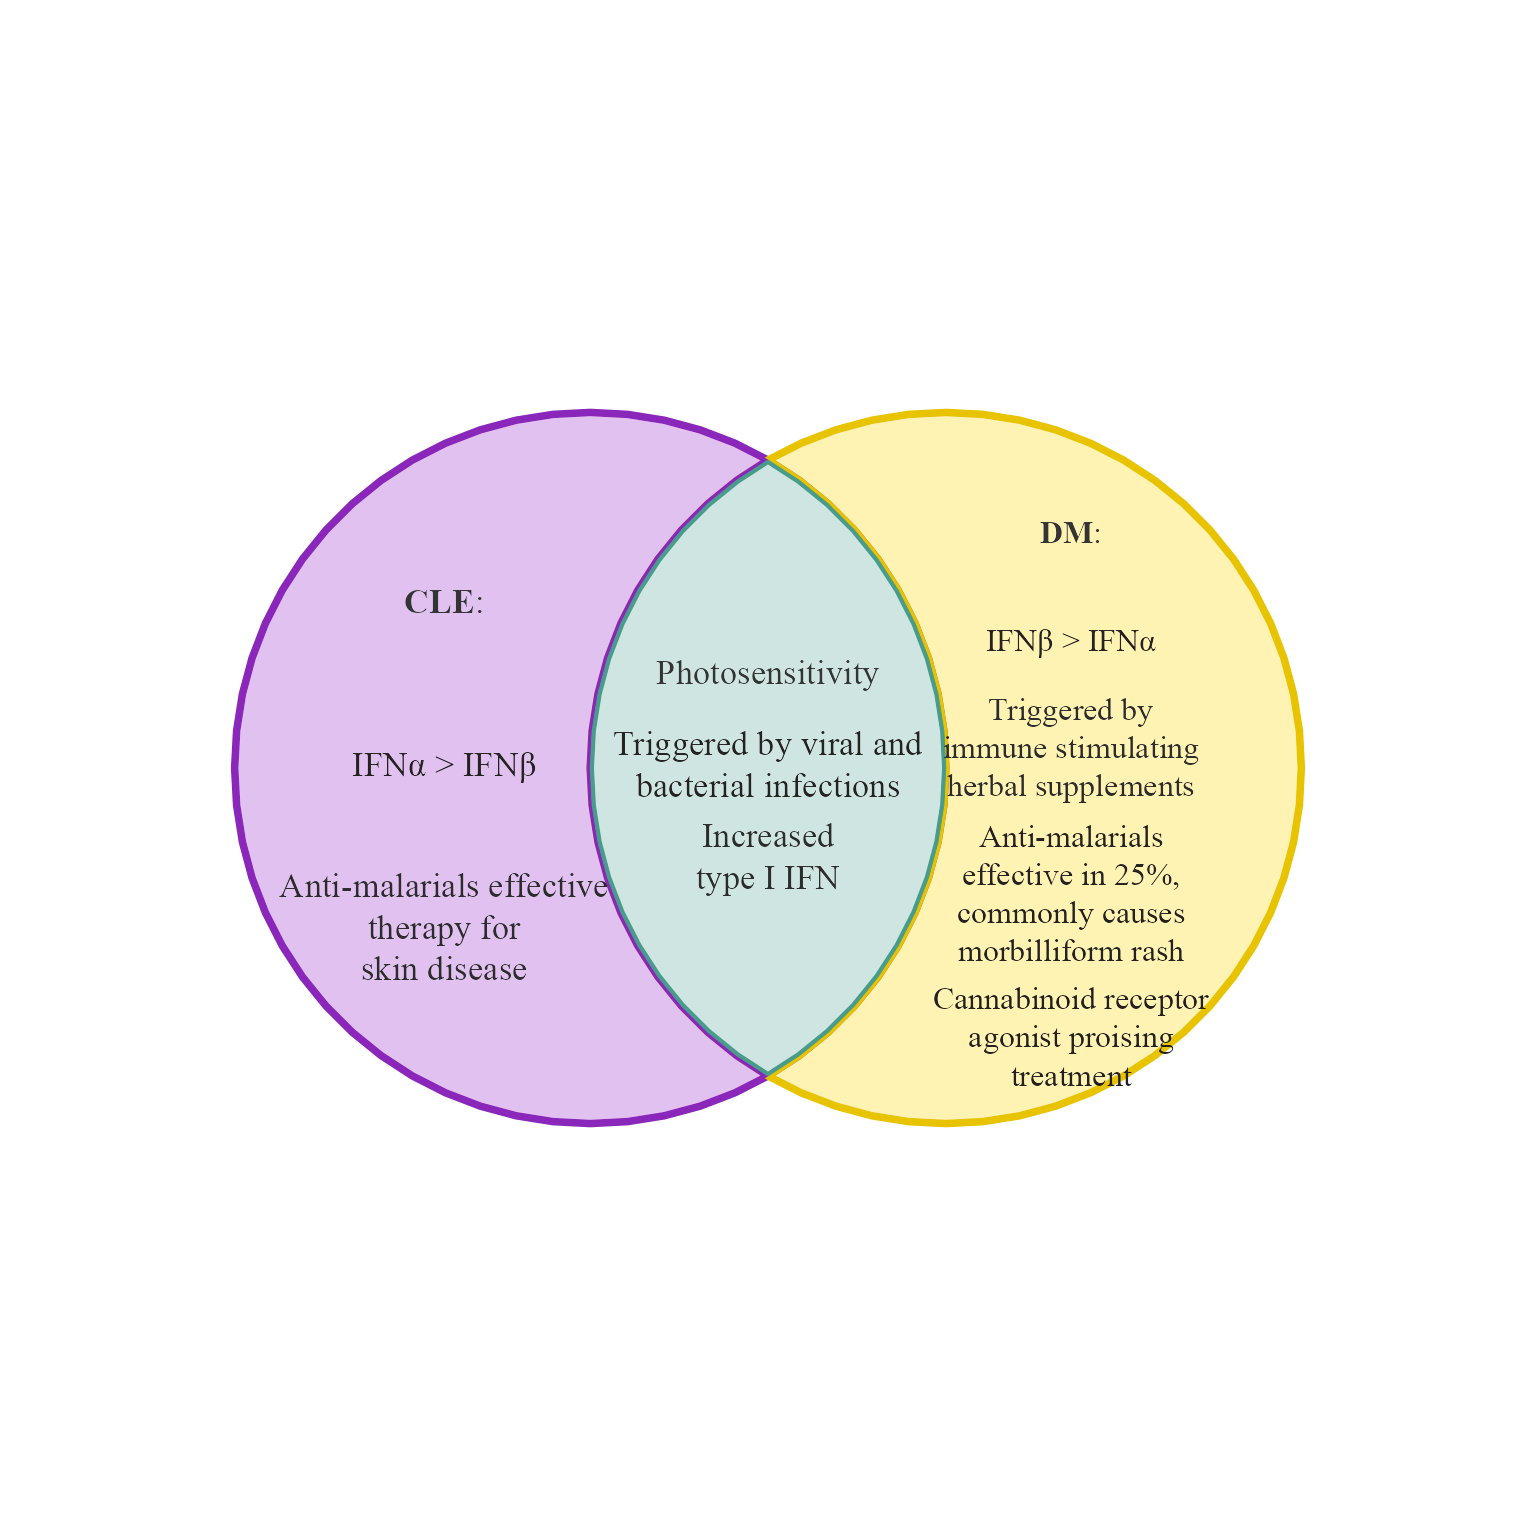 CLE:
IFNα > IFNβ
Anti-malarials effective
therapy for
skin disease
Photosensitivity
Triggered by viral and
bacterial infections
Increased
type I IFN
DM:
IFNβ > IFNα
Triggered by
immune stimulating
herbal supplements
Anti-malarials
effective in 25%,
commonly causes
morbilliform rash
Cannabinoid receptor
agonist proising
treatment